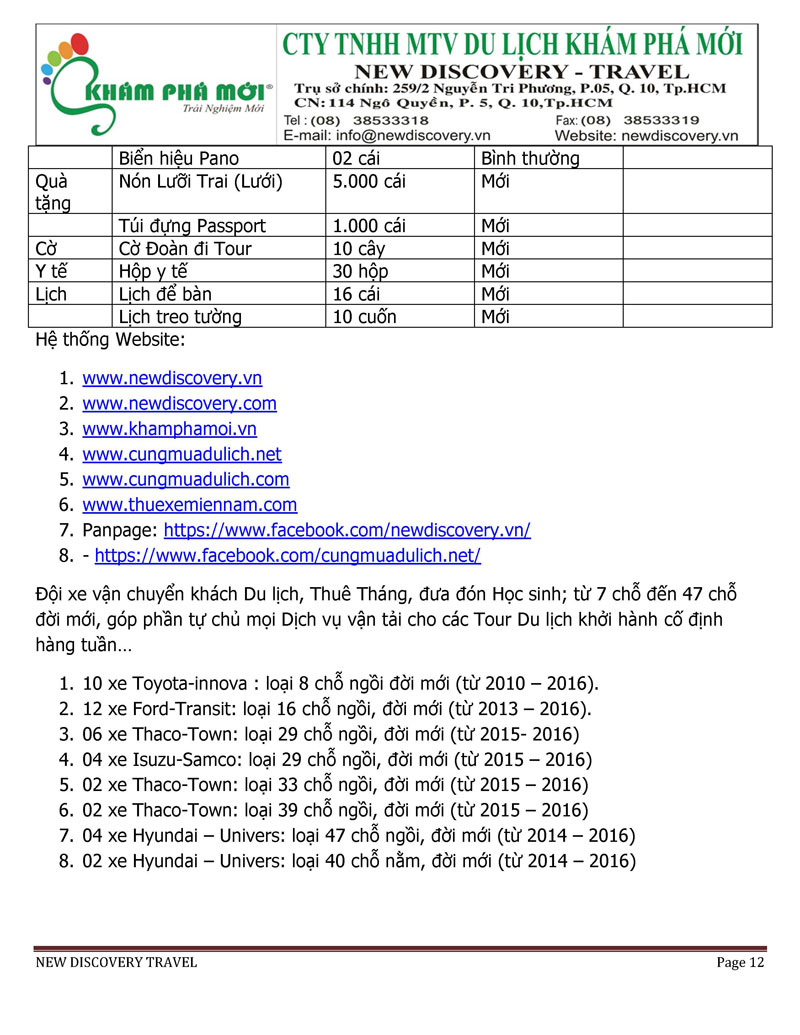 KHÁM PHÁ MỚI®
Trải Nghiệm Mới
CTY TNHH MTV DU LỊCH KHÁM PHÁ MỚI
NEW DISCOVERY - TRAVEL
Trụ sở chính: 259/2 Nguyễn Tri Phương, P.05, Q. 10, Tp.HCM
CN: 114 Ngô Quyền, P. 5, Q. 10,Tp.HCM
Tel : (08) 38533318 Fax: (08) 38533319
E-mail: info@newdiscovery.vn Website: newdiscovery.vn
Biển hiệu Pano 02 cái Bình thường
Quà tặng Nón Lưỡi Trai (Lưới) 5.000 cái Mới
Túi đựng Passport 1.000 cái Mới
Cờ Cờ Đoàn đi Tour 10 cây Mới
Y tế Hộp y tế 30 hộp Mới
Lịch Lịch để bàn 16 cái Mới
Lịch treo tường 10 cuốn Mới
Hệ thống Website:
1. www.newdiscovery.vn
2. www.newdiscovery.com
3. www.khamphamoi.vn
4. www.cungmuadulich.net
5. www.cungmuadulich.com
6. www.thuexemiennam.com
7. Panpage: https://www.facebook.com/newdiscovery.vn/
8. - https://www.facebook.com/cungmuadulich.net/
Đội xe vận chuyển khách Du lịch, Thuê Tháng, đưa đón Học sinh; từ 7 chỗ đến 47 chỗ
đời mới, góp phần tự chủ mọi Dịch vụ vận tải cho các Tour Du lịch khởi hành cố định
hàng tuần…
1. 10 xe Toyota-innova : loại 8 chỗ ngồi đời mới (từ 2010 – 2016).
2. 12 xe Ford-Transit: loại 16 chỗ ngồi, đời mới (từ 2013 – 2016).
3. 06 xe Thaco-Town: loại 29 chỗ ngồi, đời mới (từ 2015- 2016)
4. 04 xe Isuzu-Samco: loại 29 chỗ ngồi, đời mới (từ 2015 – 2016)
5. 02 xe Thaco-Town: loại 33 chỗ ngồi, đời mới (từ 2015 – 2016)
6. 02 xe Thaco-Town: loại 39 chỗ ngồi, đời mới (từ 2015 – 2016)
7. 04 xe Hyundai – Univers: loại 47 chỗ ngồi, đời mới (từ 2014 – 2016)
8. 02 xe Hyundai – Univers: loại 40 chỗ nằm, đời mới (từ 2014 – 2016)
NEW DISCOVERY TRAVEL Page 12